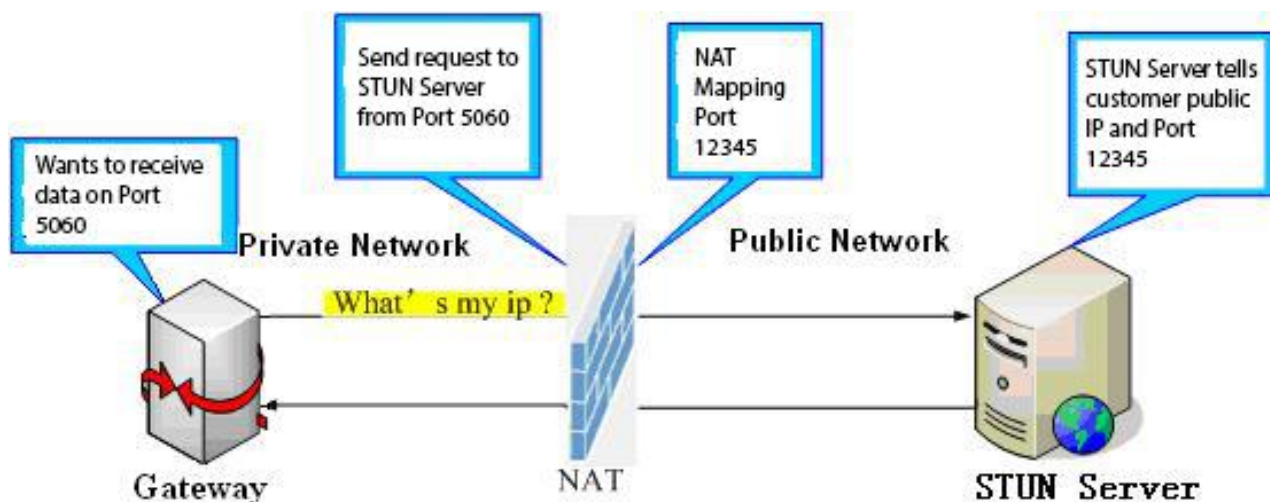 Send request to
STUN Server
from Port 5060
NAT
Mapping
Port
12345
STUN Server tells
customer public
IP and Port
12345
Wants to receive
data on Port
5060
Private Network
Public Network
What's my ip ?
Gateway
NAT
STUN Server